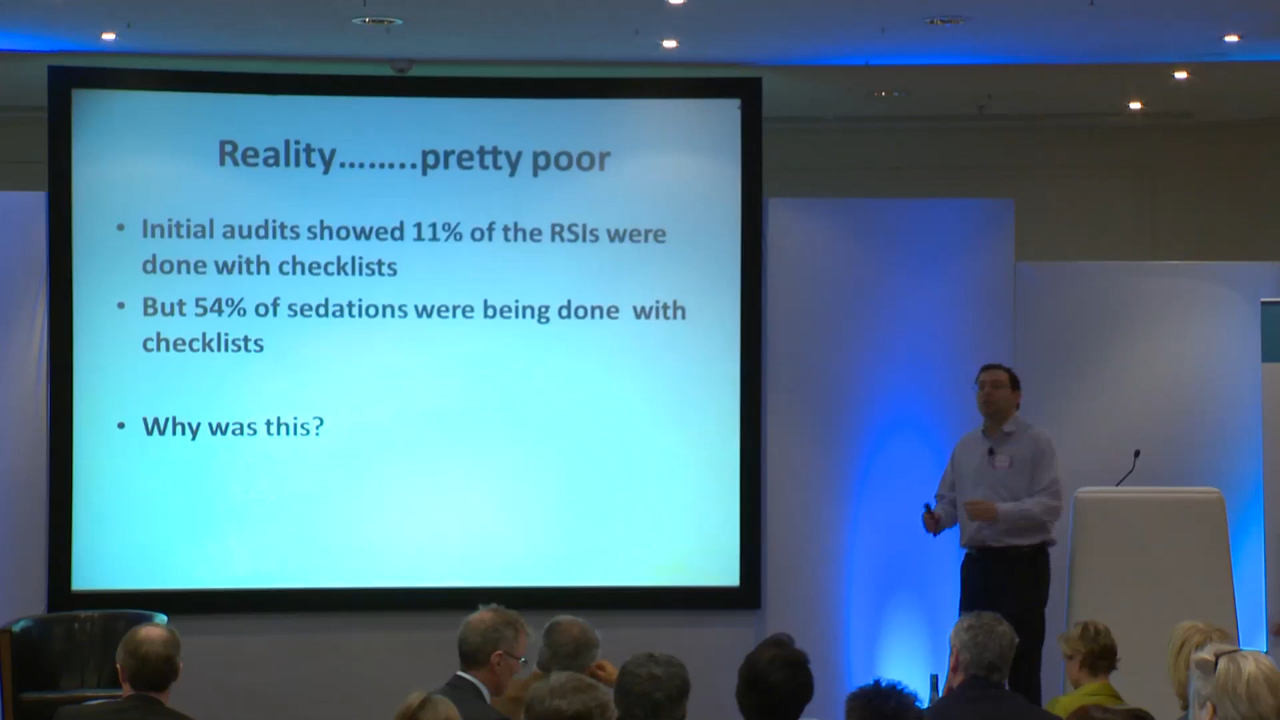 Reality........pretty poor
• Initial audits showed 11% of the RSIs were
done with checklists
• But 54% of sedations were being done  with
checklists
• Why was this?